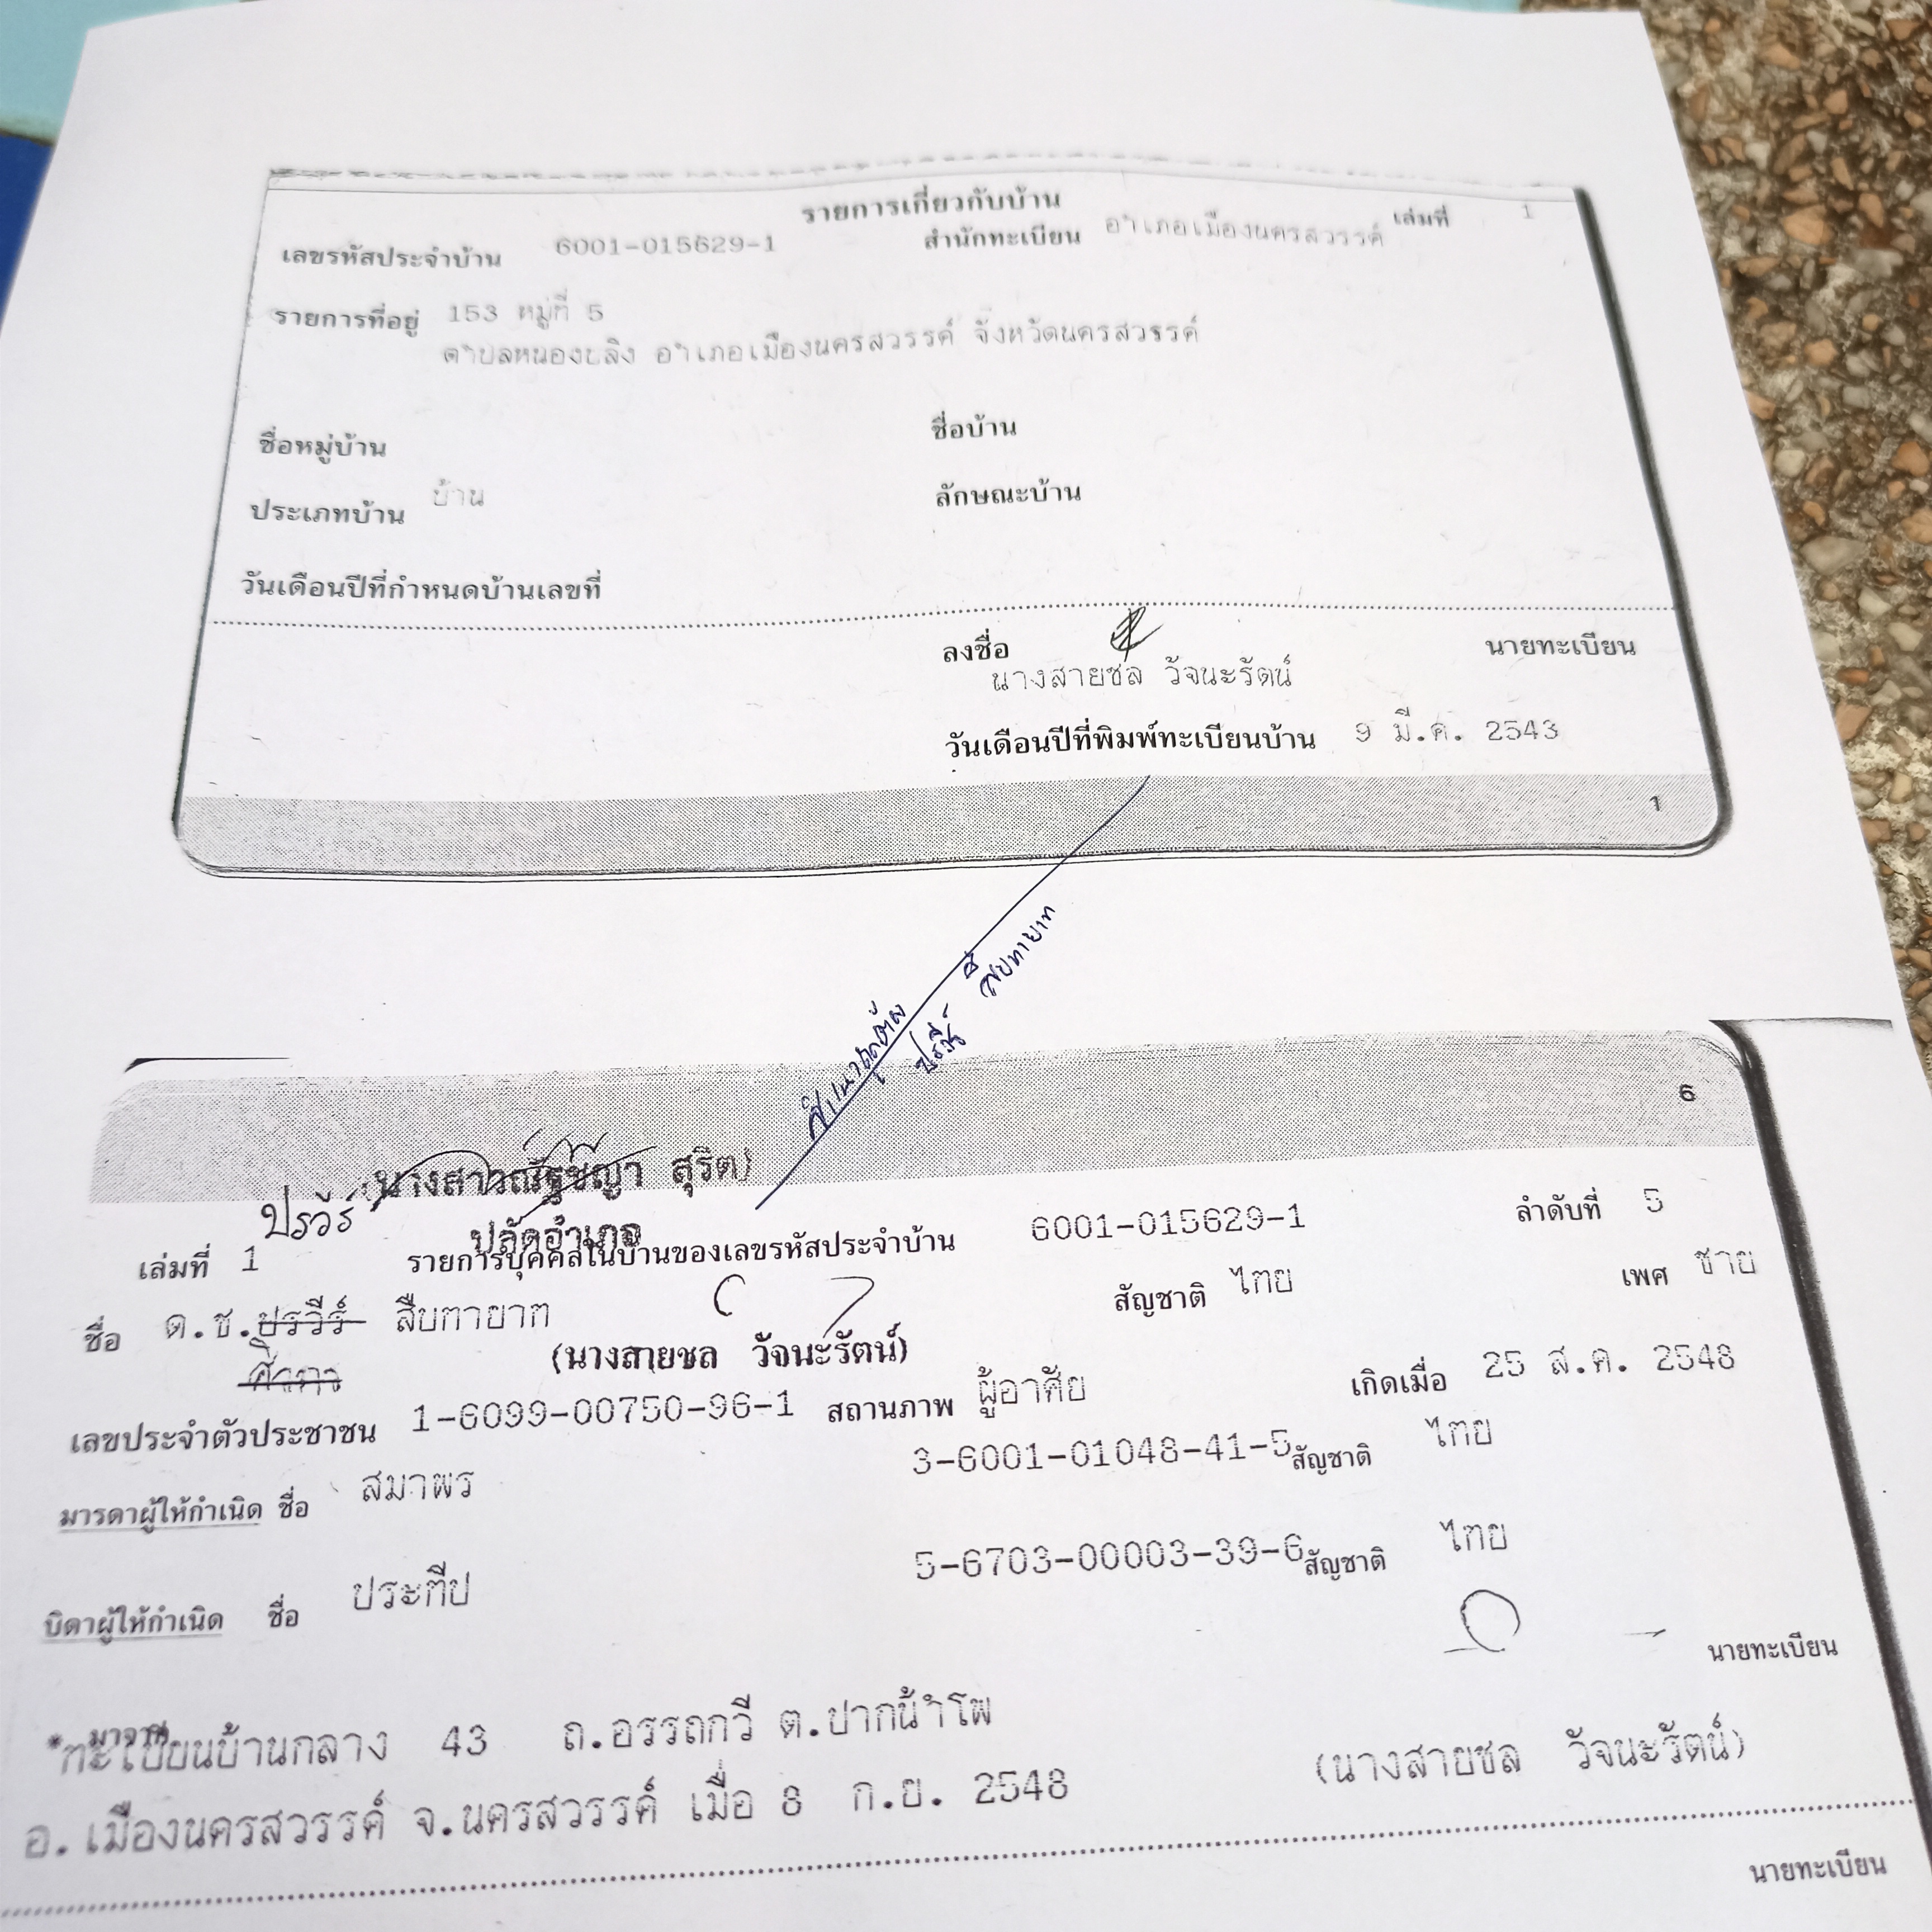 รายการเกี่ยวกับบ้าน
เล่มที่ 1
เลขรหัสประจำบ้าน 6001-015629-1 สำนักทะเบียน อำเภอเมืองนครสวรรค์
รายการที่อยู่ 153 หมู่ที่ 5
ตำบลหนองปลิง อำเภอเมืองนครสวรรค์ จังหวัดนครสวรรค์
ชื่อหมู่บ้าน ชื่อบ้าน
ประเภทบ้าน บ้าน ลักษณะบ้าน
วันเดือนปีที่กำหนดบ้านเลขที่
ลงชื่อ นายทะเบียน
นางสายชล วัจนะรัตน์
วันเดือนปีที่พิมพ์ทะเบียนบ้าน 9 มี.ค. 2543
1
สำเนาถูกต้อง
ปรวีร์ สืบทายาท
6
(นางสาวณัฐชญา สุริต)
ปรวีร์
ปลัดอำเภอ
เล่มที่ 1 รายการบุคคลในบ้านของเลขรหัสประจำบ้าน 6001-015629-1 ลำดับที่ 5
ชื่อ ด.ช.ปรวีร์ สืบทายาท สัญชาติ ไทย เพศ ชาย
(นางสายชล วัจนะรัตน์)
เลขประจำตัวประชาชน 1-6099-00750-96-1 สถานภาพ ผู้อาศัย เกิดเมื่อ 25 ส.ค. 2548
มารดาผู้ให้กำเนิด ชื่อ สมาพร 3-6001-01048-41-5 สัญชาติ ไทย
บิดาผู้ให้กำเนิด ชื่อ ประทีป 5-6703-00003-39-6 สัญชาติ ไทย
นายทะเบียน
* มาจาก
ทะเบียนบ้านกลาง 43 ถ.อรรถกวี ต.ปากน้ำโพ
(นางสายชล วัจนะรัตน์)
อ.เมืองนครสวรรค์ จ.นครสวรรค์ เมื่อ 8 ก.ย. 2548
นายทะเบียน